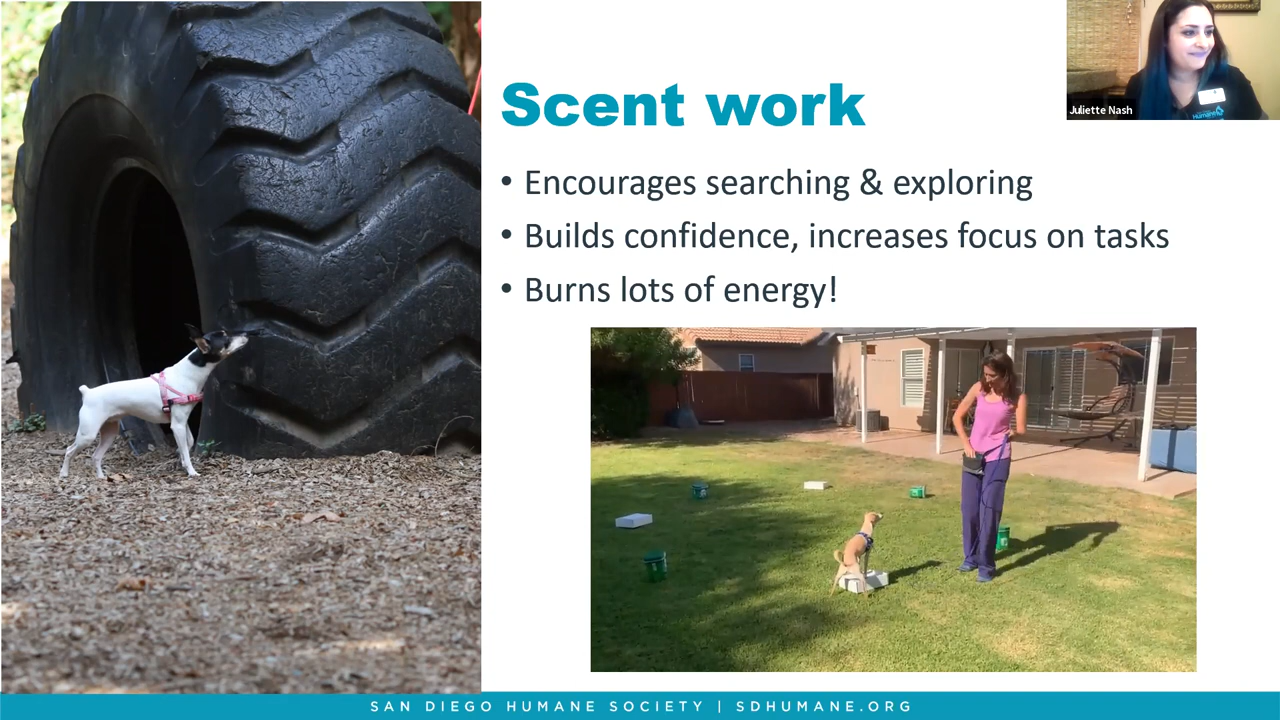 Scent work
Juliette Nash
Humane
• Encourages searching & exploring
• Builds confidence, increases focus on tasks
• Burns lots of energy!
SAN DIEGO HUMANE SOCIETY | SDHUMANE.ORG